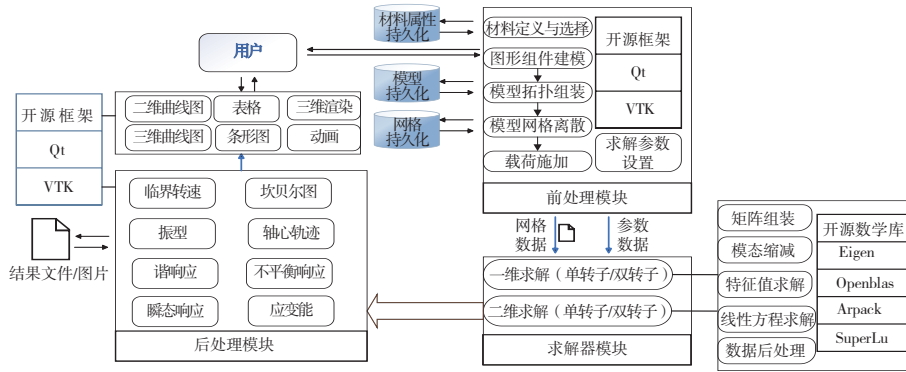 材料属性
持久化
模型
持久化
网格
持久化
用户
材料定义与选择
图形组件建模
模型拓扑组装
模型网格离散
载荷施加
开源框架
Qt
VTK
求解参数
设置
前处理模块
开源框架
Qt
VTK
二维曲线图
表格
三维渲染
三维曲线图
条形图
动画
临界转速
坎贝尔图
振型
轴心轨迹
谐响应
不平衡响应
瞬态响应
应变能
后处理模块
结果文件/图片
网格
数据
参数
数据
一维求解（单转子/双转子）
二维求解（单转子/双转子）
求解器模块
矩阵组装
模态缩减
特征值求解
线性方程求解
数据后处理
开源数学库
Eigen
Openblas
Arpack
SuperLu